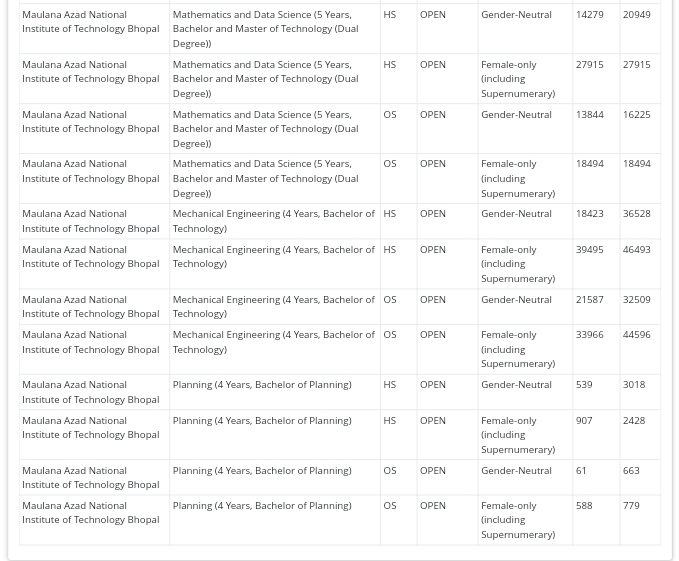 Maulana Azad National Mathematics and Data Science (5 Years, HS OPEN Gender-Neutral 14279 20949
Institute of Technology Bhopal Bachelor and Master of Technology (Dual
Degree))
Maulana Azad National Mathematics and Data Science (5 Years, HS OPEN Female-only 27915 27915
Institute of Technology Bhopal Bachelor and Master of Technology (Dual (including
Degree)) Supernumerary)
Maulana Azad National Mathematics and Data Science (5 Years, OS OPEN Gender-Neutral 13844 16225
Institute of Technology Bhopal Bachelor and Master of Technology (Dual
Degree))
Maulana Azad National Mathematics and Data Science (5 Years, OS OPEN Female-only 18494 18494
Institute of Technology Bhopal Bachelor and Master of Technology (Dual (including
Degree)) Supernumerary)
Maulana Azad National Mechanical Engineering (4 Years, Bachelor of HS OPEN Gender-Neutral 18423 36528
Institute of Technology Bhopal Technology)
Maulana Azad National Mechanical Engineering (4 Years, Bachelor of HS OPEN Female-only 39495 46493
Institute of Technology Bhopal Technology) (including
Supernumerary)
Maulana Azad National Mechanical Engineering (4 Years, Bachelor of OS OPEN Gender-Neutral 21587 32509
Institute of Technology Bhopal Technology)
Maulana Azad National Mechanical Engineering (4 Years, Bachelor of OS OPEN Female-only 33966 44596
Institute of Technology Bhopal Technology) (including
Supernumerary)
Maulana Azad National Planning (4 Years, Bachelor of Planning) HS OPEN Gender-Neutral 539 3018
Institute of Technology Bhopal
Maulana Azad National Planning (4 Years, Bachelor of Planning) HS OPEN Female-only 907 2428
Institute of Technology Bhopal (including
Supernumerary)
Maulana Azad National Planning (4 Years, Bachelor of Planning) OS OPEN Gender-Neutral 61 663
Institute of Technology Bhopal
Maulana Azad National Planning (4 Years, Bachelor of Planning) OS OPEN Female-only 588 779
Institute of Technology Bhopal (including
Supernumerary)